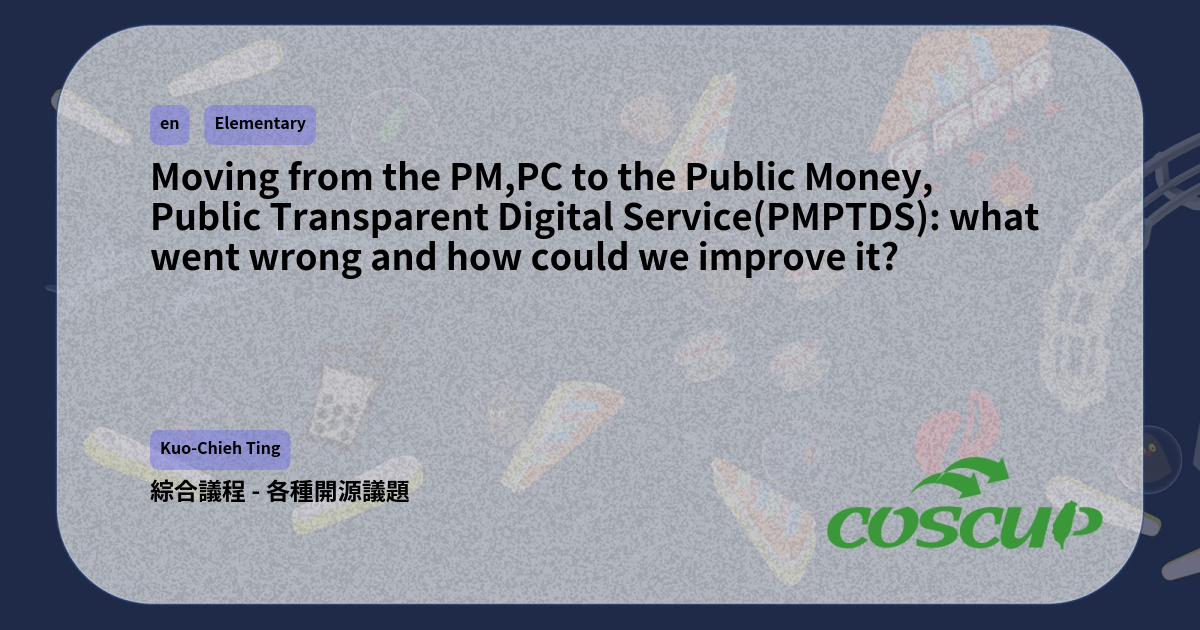 en
Elementary
Moving from the PM,PC to the Public Money,
Public Transparent Digital Service(PMPTDS): what
went wrong and how could we improve it?
Kuo-Chieh Ting
綜合議程 - 各種開源議題
COSCUP